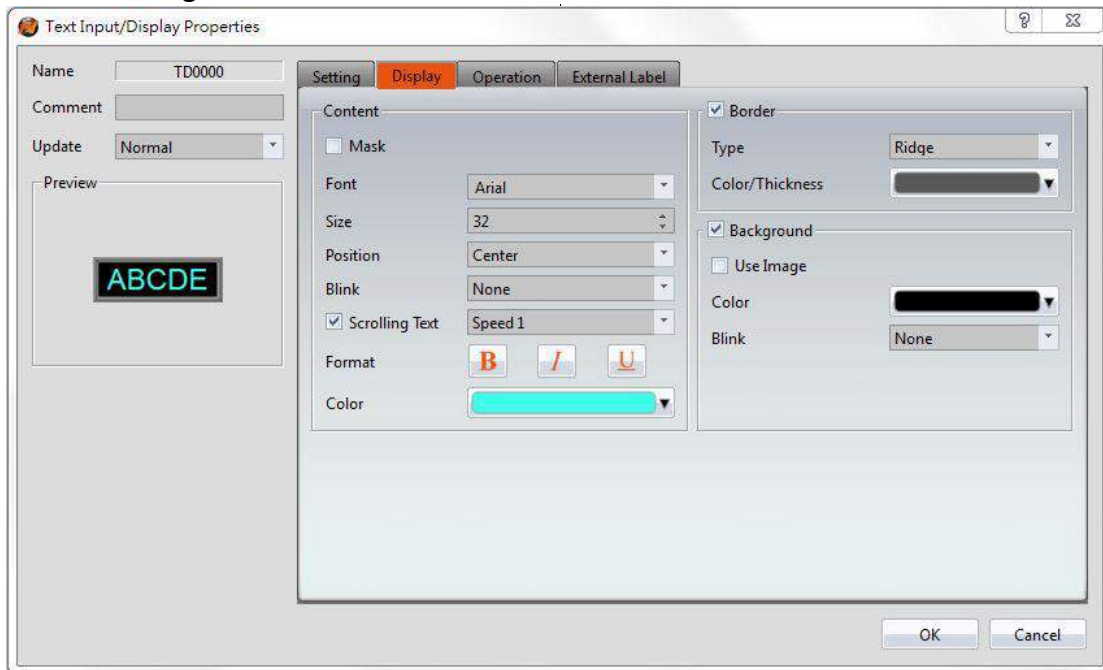 Text Input/Display Properties
Name TD0000
Comment
Update Normal
Preview
ABCDE
Setting Display Operation External Label
Content
Mask
Font Arial
Size 32
Position Center
Blink None
Scrolling Text Speed 1
Format B I U
Color
Border
Type Ridge
Color/Thickness
Background
Use Image
Color
Blink None
OK Cancel